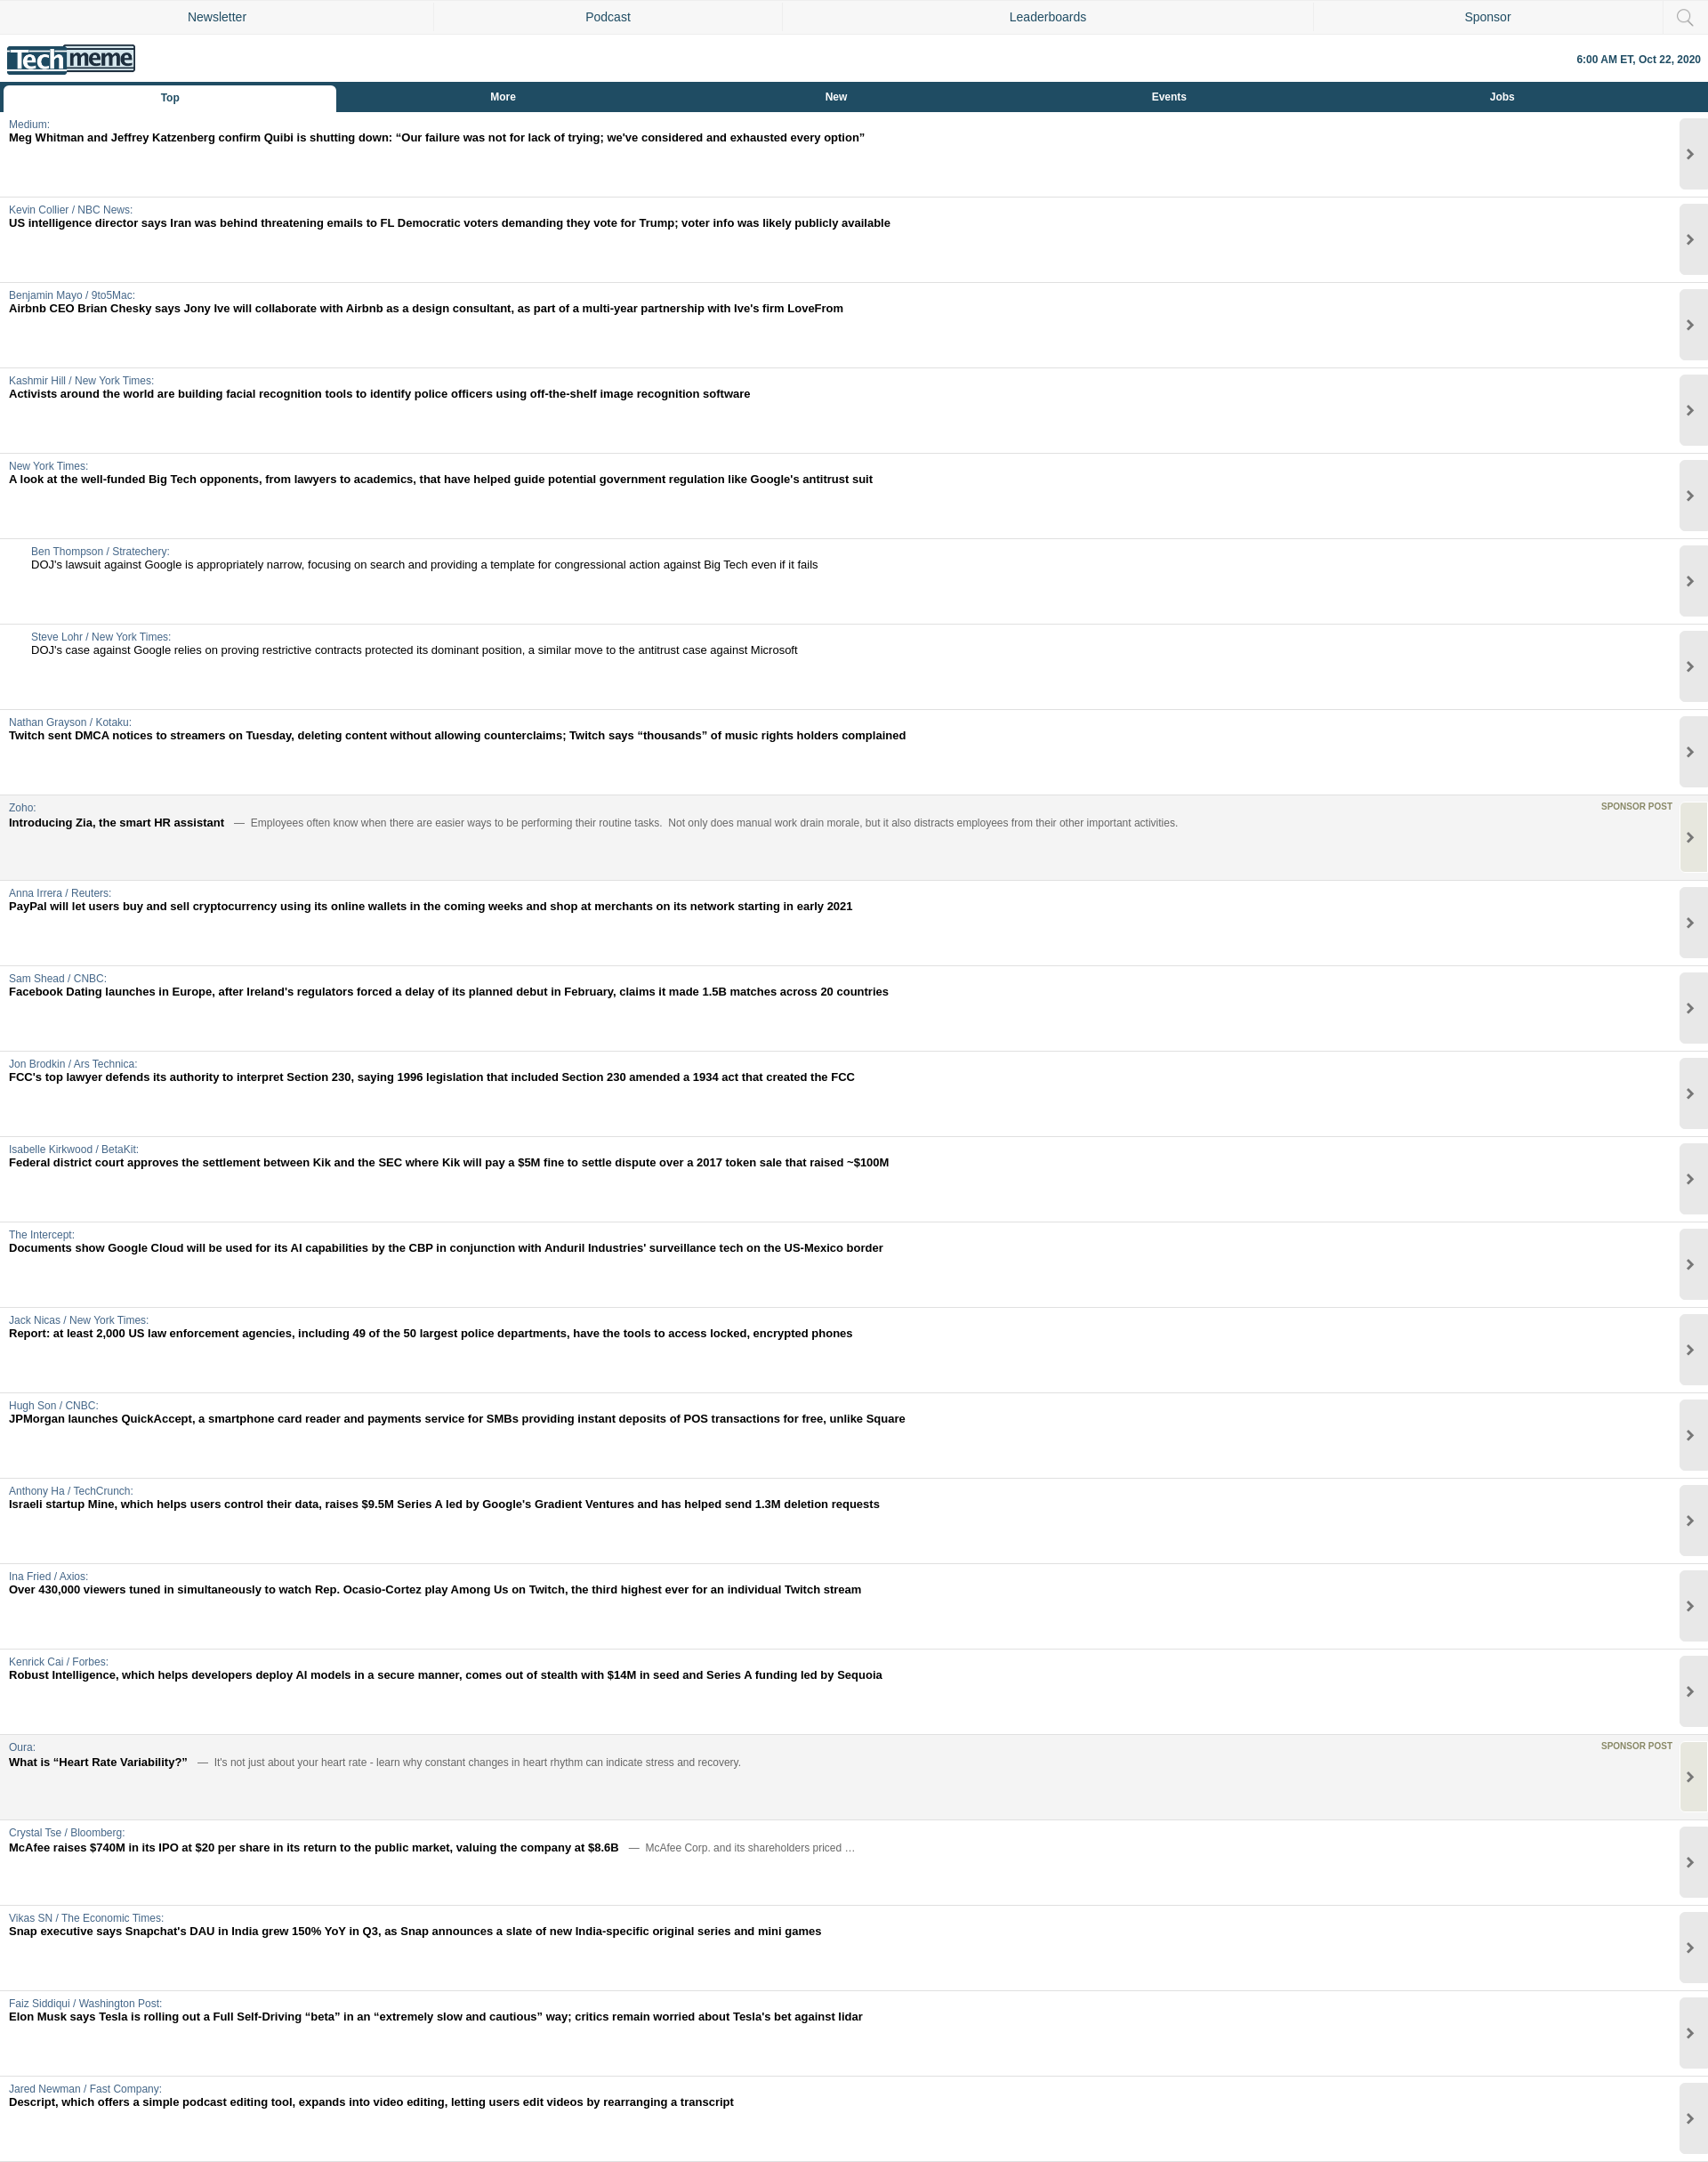 Newsletter
Podcast
Leaderboards
Sponsor
Techmeme
6:00 AM ET, Oct 22, 2020
Top
More
New
Events
Jobs
Medium:
Meg Whitman and Jeffrey Katzenberg confirm Quibi is shutting down: “Our failure was not for lack of trying; we've considered and exhausted every option”
Kevin Collier / NBC News:
US intelligence director says Iran was behind threatening emails to FL Democratic voters demanding they vote for Trump; voter info was likely publicly available
Benjamin Mayo / 9to5Mac:
Airbnb CEO Brian Chesky says Jony Ive will collaborate with Airbnb as a design consultant, as part of a multi-year partnership with Ive's firm LoveFrom
Kashmir Hill / New York Times:
Activists around the world are building facial recognition tools to identify police officers using off-the-shelf image recognition software
New York Times:
A look at the well-funded Big Tech opponents, from lawyers to academics, that have helped guide potential government regulation like Google's antitrust suit
Ben Thompson / Stratechery:
DOJ's lawsuit against Google is appropriately narrow, focusing on search and providing a template for congressional action against Big Tech even if it fails
Steve Lohr / New York Times:
DOJ's case against Google relies on proving restrictive contracts protected its dominant position, a similar move to the antitrust case against Microsoft
Nathan Grayson / Kotaku:
Twitch sent DMCA notices to streamers on Tuesday, deleting content without allowing counterclaims; Twitch says “thousands” of music rights holders complained
Zoho:
SPONSOR POST
Introducing Zia, the smart HR assistant — Employees often know when there are easier ways to be performing their routine tasks. Not only does manual work drain morale, but it also distracts employees from their other important activities.
Anna Irrera / Reuters:
PayPal will let users buy and sell cryptocurrency using its online wallets in the coming weeks and shop at merchants on its network starting in early 2021
Sam Shead / CNBC:
Facebook Dating launches in Europe, after Ireland's regulators forced a delay of its planned debut in February, claims it made 1.5B matches across 20 countries
Jon Brodkin / Ars Technica:
FCC's top lawyer defends its authority to interpret Section 230, saying 1996 legislation that included Section 230 amended a 1934 act that created the FCC
Isabelle Kirkwood / BetaKit:
Federal district court approves the settlement between Kik and the SEC where Kik will pay a $5M fine to settle dispute over a 2017 token sale that raised ~$100M
The Intercept:
Documents show Google Cloud will be used for its AI capabilities by the CBP in conjunction with Anduril Industries' surveillance tech on the US-Mexico border
Jack Nicas / New York Times:
Report: at least 2,000 US law enforcement agencies, including 49 of the 50 largest police departments, have the tools to access locked, encrypted phones
Hugh Son / CNBC:
JPMorgan launches QuickAccept, a smartphone card reader and payments service for SMBs providing instant deposits of POS transactions for free, unlike Square
Anthony Ha / TechCrunch:
Israeli startup Mine, which helps users control their data, raises $9.5M Series A led by Google's Gradient Ventures and has helped send 1.3M deletion requests
Ina Fried / Axios:
Over 430,000 viewers tuned in simultaneously to watch Rep. Ocasio-Cortez play Among Us on Twitch, the third highest ever for an individual Twitch stream
Kenrick Cai / Forbes:
Robust Intelligence, which helps developers deploy AI models in a secure manner, comes out of stealth with $14M in seed and Series A funding led by Sequoia
Oura:
SPONSOR POST
What is “Heart Rate Variability?” — It's not just about your heart rate - learn why constant changes in heart rhythm can indicate stress and recovery.
Crystal Tse / Bloomberg:
McAfee raises $740M in its IPO at $20 per share in its return to the public market, valuing the company at $8.6B — McAfee Corp. and its shareholders priced …
Vikas SN / The Economic Times:
Snap executive says Snapchat's DAU in India grew 150% YoY in Q3, as Snap announces a slate of new India-specific original series and mini games
Faiz Siddiqui / Washington Post:
Elon Musk says Tesla is rolling out a Full Self-Driving “beta” in an “extremely slow and cautious” way; critics remain worried about Tesla's bet against lidar
Jared Newman / Fast Company:
Descript, which offers a simple podcast editing tool, expands into video editing, letting users edit videos by rearranging a transcript